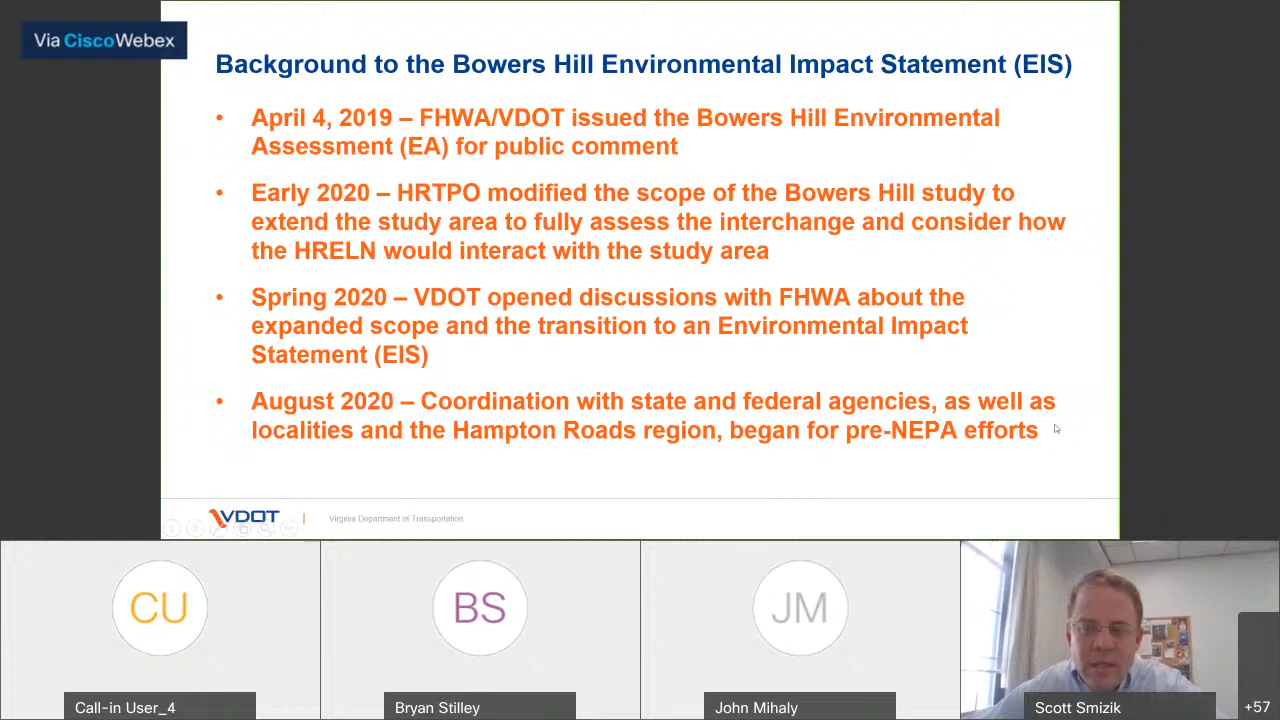 Via CiscoWebex
Background to the Bowers Hill Environmental Impact Statement (EIS)
• April 4, 2019 – FHWA/VDOT issued the Bowers Hill Environmental
Assessment (EA) for public comment
• Early 2020 – HRTPO modified the scope of the Bowers Hill study to
extend the study area to fully assess the interchange and consider how
the HRELN would interact with the study area
• Spring 2020 – VDOT opened discussions with FHWA about the
expanded scope and the transition to an Environmental Impact
Statement (EIS)
• August 2020 – Coordination with state and federal agencies, as well as
localities and the Hampton Roads region, began for pre-NEPA efforts
VDOT | Virginia Department of Transportation
CU
BS
JM
Call-in User_4
Bryan Stilley
John Mihaly
Scott Smizik
+57